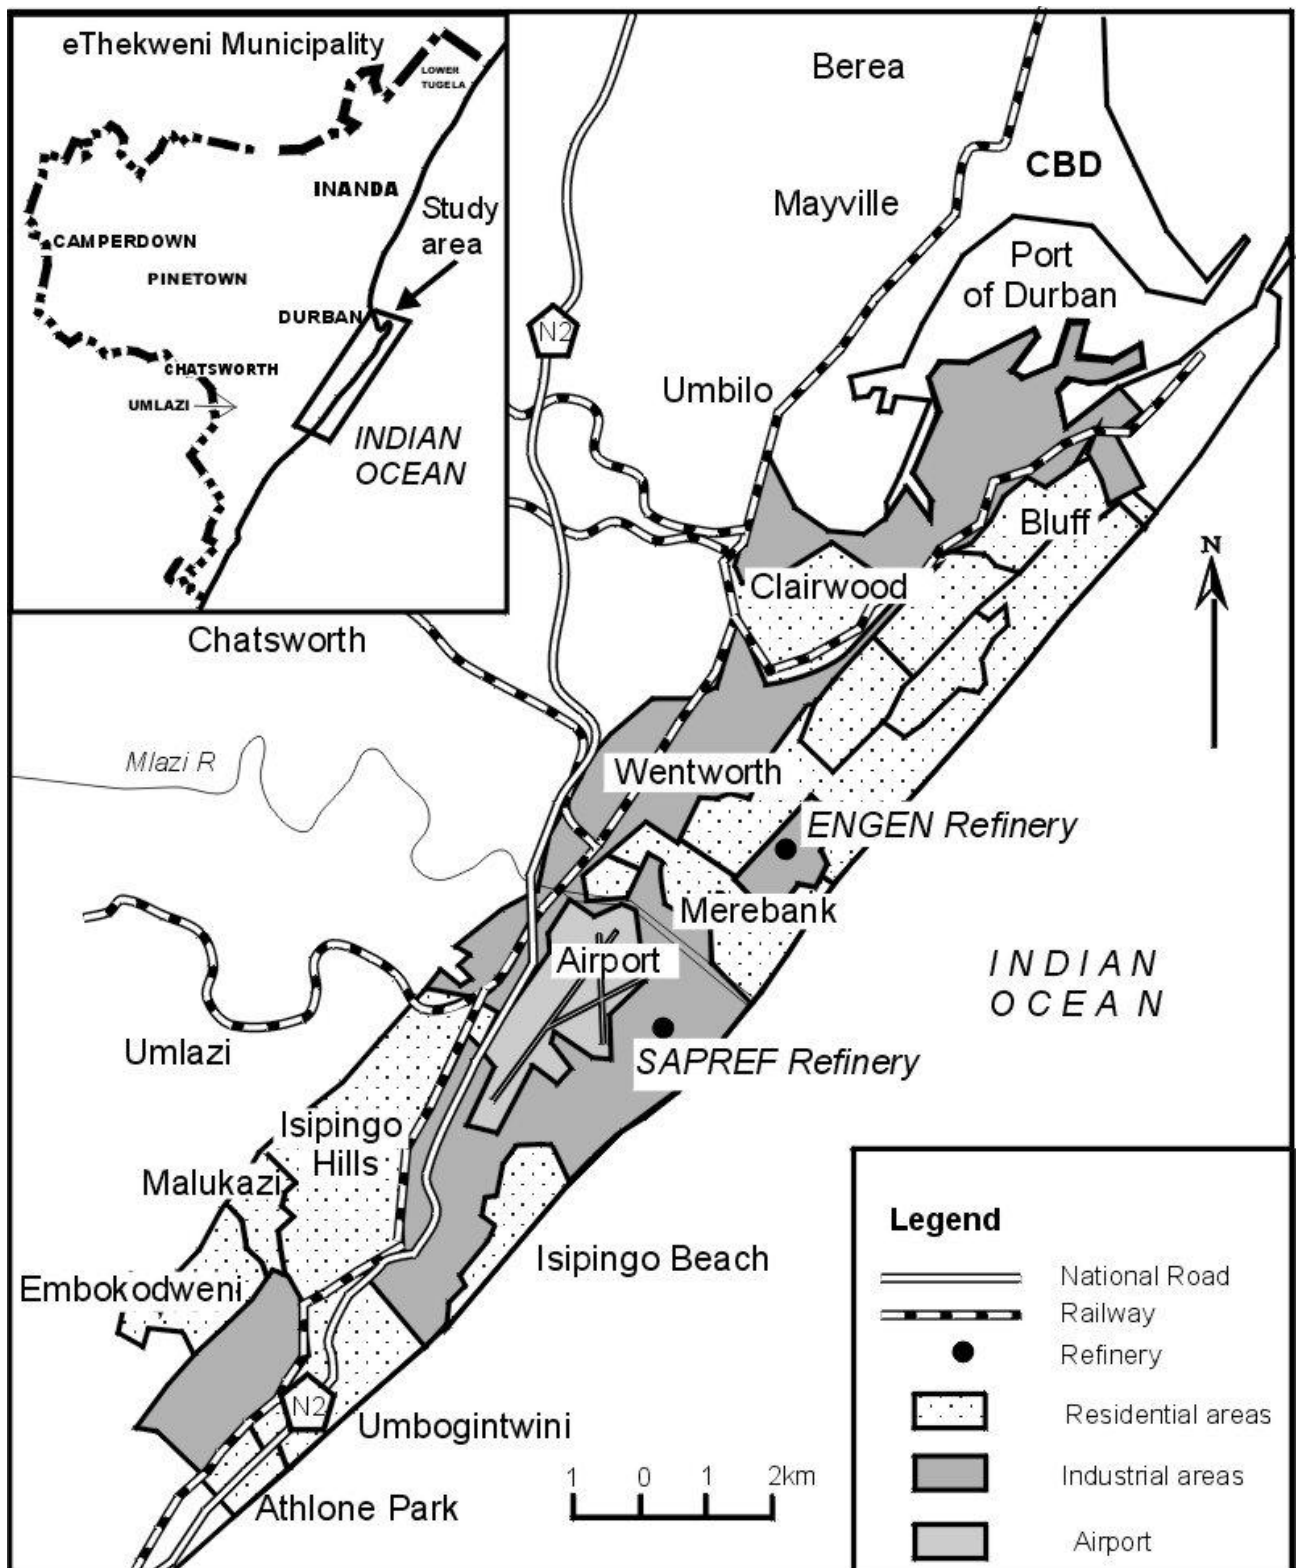 eThekweni Municipality
LOWER
TUGELA
INANDA
Study
area
CAMPERDOWN
PINETOWN
DURBAN
CHATSWORTH
UMLAZI
INDIAN
OCEAN
Berea
CBD
Mayville
Port
of Durban
N2
Umbilo
Bluff
N
Clairwood
Chatsworth
Mlazi R
Wentworth
ENGEN Refinery
Merebank
Airport
INDIAN
OCEAN
SAPREF Refinery
Umlazi
Isipingo
Hills
Malukazi
Isipingo Beach
Embokodweni
N2
Umbogintwini
Athlone Park
1 0 1 2km
Legend
National Road
Railway
Refinery
Residential areas
Industrial areas
Airport